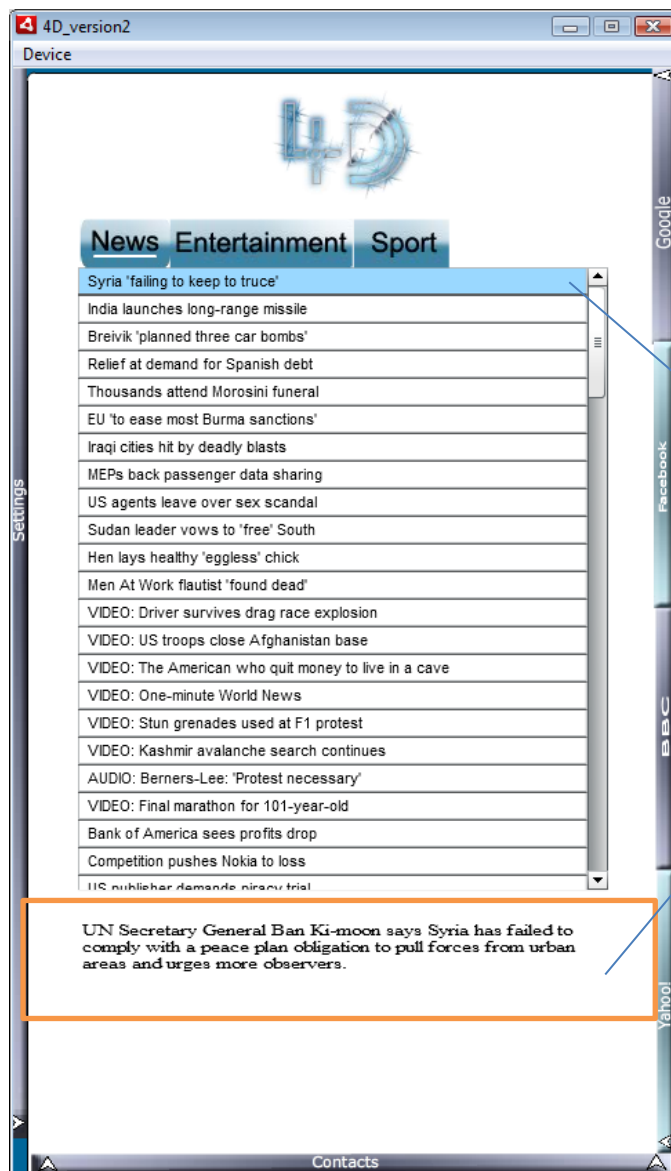 4D_version2
Device
4D
News Entertainment Sport
Syria 'failing to keep to truce'
India launches long-range missile
Breivik 'planned three car bombs'
Relief at demand for Spanish debt
Thousands attend Morosini funeral
EU 'to ease most Burma sanctions'
Iraqi cities hit by deadly blasts
MEPs back passenger data sharing
US agents leave over sex scandal
Sudan leader vows to 'free' South
Hen lays healthy 'eggless' chick
Men At Work flautist 'found dead'
VIDEO: Driver survives drag race explosion
VIDEO: US troops close Afghanistan base
VIDEO: The American who quit money to live in a cave
VIDEO: One-minute World News
VIDEO: Stun grenades used at F1 protest
VIDEO: Kashmir avalanche search continues
AUDIO: Berners-Lee: 'Protest necessary'
VIDEO: Final marathon for 101-year-old
Bank of America sees profits drop
Competition pushes Nokia to loss
US publisher demands piracy trial
UN Secretary General Ban Ki-moon says Syria has failed to
comply with a peace plan obligation to pull forces from urban
areas and urges more observers.
Settings
Google
Facebook
BBC
Yahoo!
Contacts